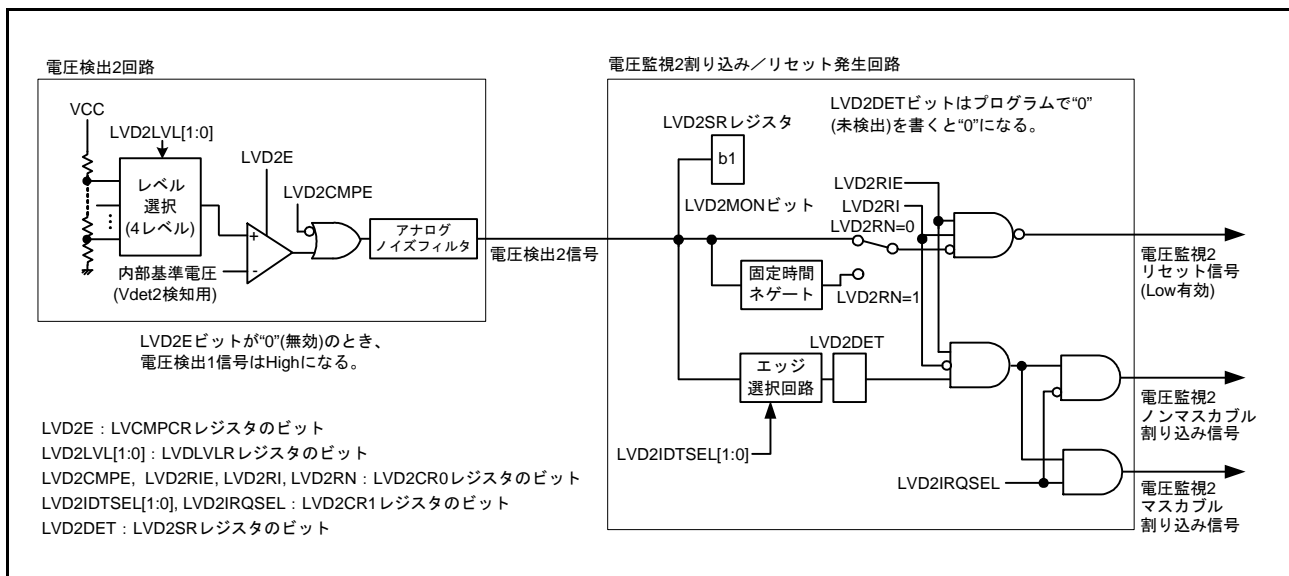 電圧検出2回路
VCC
LVD2LVL[1:0]
レベル
選択
(4レベル)
内部基準電圧
(Vdet2検知用)
LVD2E
LVD2CMPE
+
-
アナログ
ノイズフィルタ
電圧検出2信号
LVD2Eビットが“0”(無効)のとき、
電圧検出1信号はHighになる。
電圧監視2割り込み／リセット発生回路
LVD2DETビットはプログラムで“0”
(未検出)を書くと“0”になる。
LVD2SRレジスタ
b1
LVD2MONビット
LVD2RIE
LVD2RI
LVD2RN=0
固定時間
ネゲート
LVD2RN=1
LVD2DET
エッジ
選択回路
LVD2IDTSEL[1:0]
LVD2IRQSEL
電圧監視2
リセット信号
(Low有効)
電圧監視2
ノンマスカブル
割り込み信号
電圧監視2
マスカブル
割り込み信号
LVD2E：LVCMPCRレジスタのビット
LVD2LVL[1:0]：LVDLVLRレジスタのビット
LVD2CMPE, LVD2RIE, LVD2RI, LVD2RN：LVD2CR0レジスタのビット
LVD2IDTSEL[1:0], LVD2IRQSEL：LVD2CR1レジスタのビット
LVD2DET：LVD2SRレジスタのビット